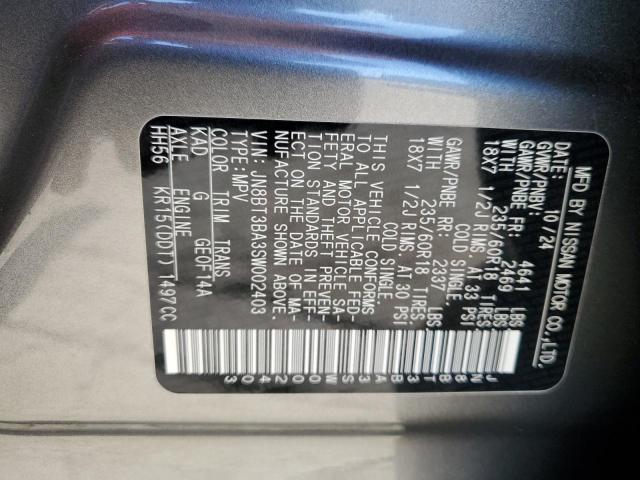 MFD BY NISSAN MOTOR CO.,LTD.
DATE: 10/24
GVWR/PNBV: 4641 LBS
GAWR/PNBE FR: 2469 LBS
WITH 235/60R18 TIRES
18X7 1/2J RIMS, AT 33 PSI
COLD SINGLE
GAWR/PNBE RR: 2337 LBS
WITH 235/60R18 TIRES
18X7 1/2J RIMS, AT 30 PSI
COLD SINGLE
THIS VEHICLE CONFORMS
TO ALL APPLICABLE FED-
ERAL MOTOR VEHICLE SA-
FETY AND THEFT PREVEN-
TION STANDARDS IN EFF-
ECT ON THE DATE OF MA-
NUFACTURE SHOWN ABOVE.
VIN: JN8BT3BA3SW002403
TYPE: MPV
COLOR TRIM TRANS
KAD G GE0F14A
AXLE ENGINE
HH56 KR15(DDT) 1497CC
JN8BT3BA3SW002403